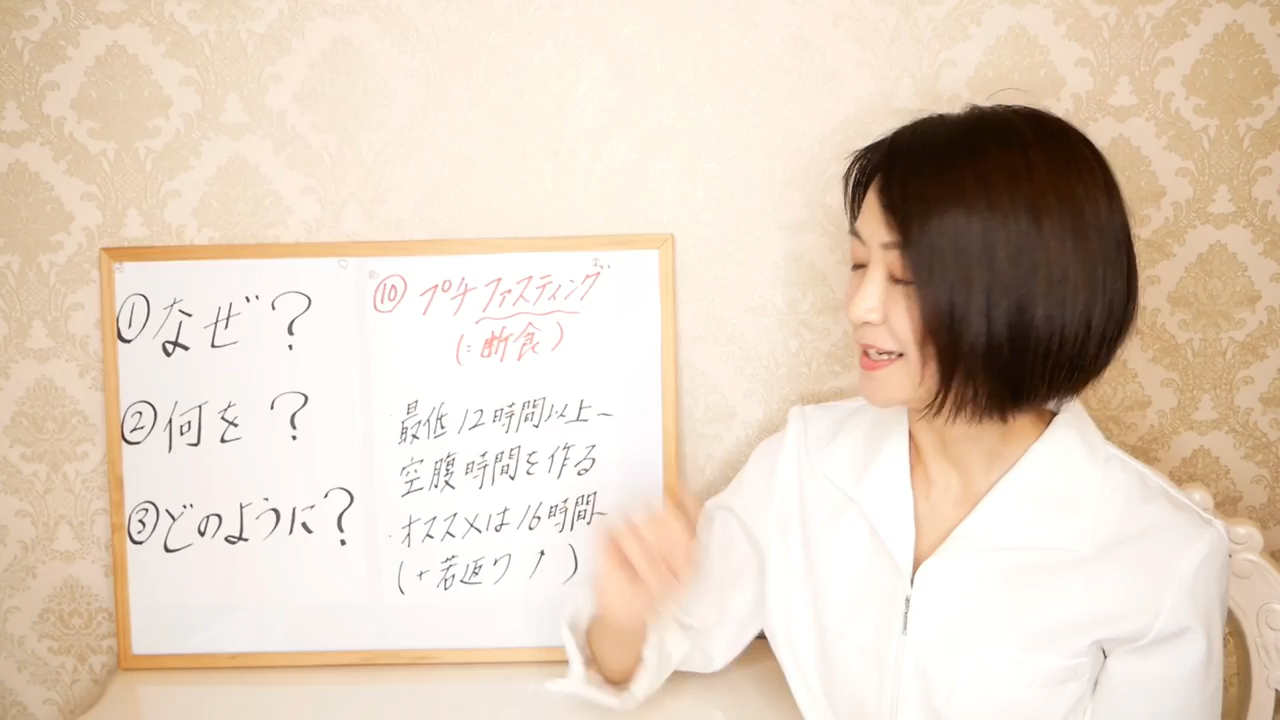 ①なぜ？
②何を？
③どのように？
⑩プチファスティング
(=断食)
・最低12時間以上～
空腹時間を作る
・オススメは16時間～
(+若返り↑)